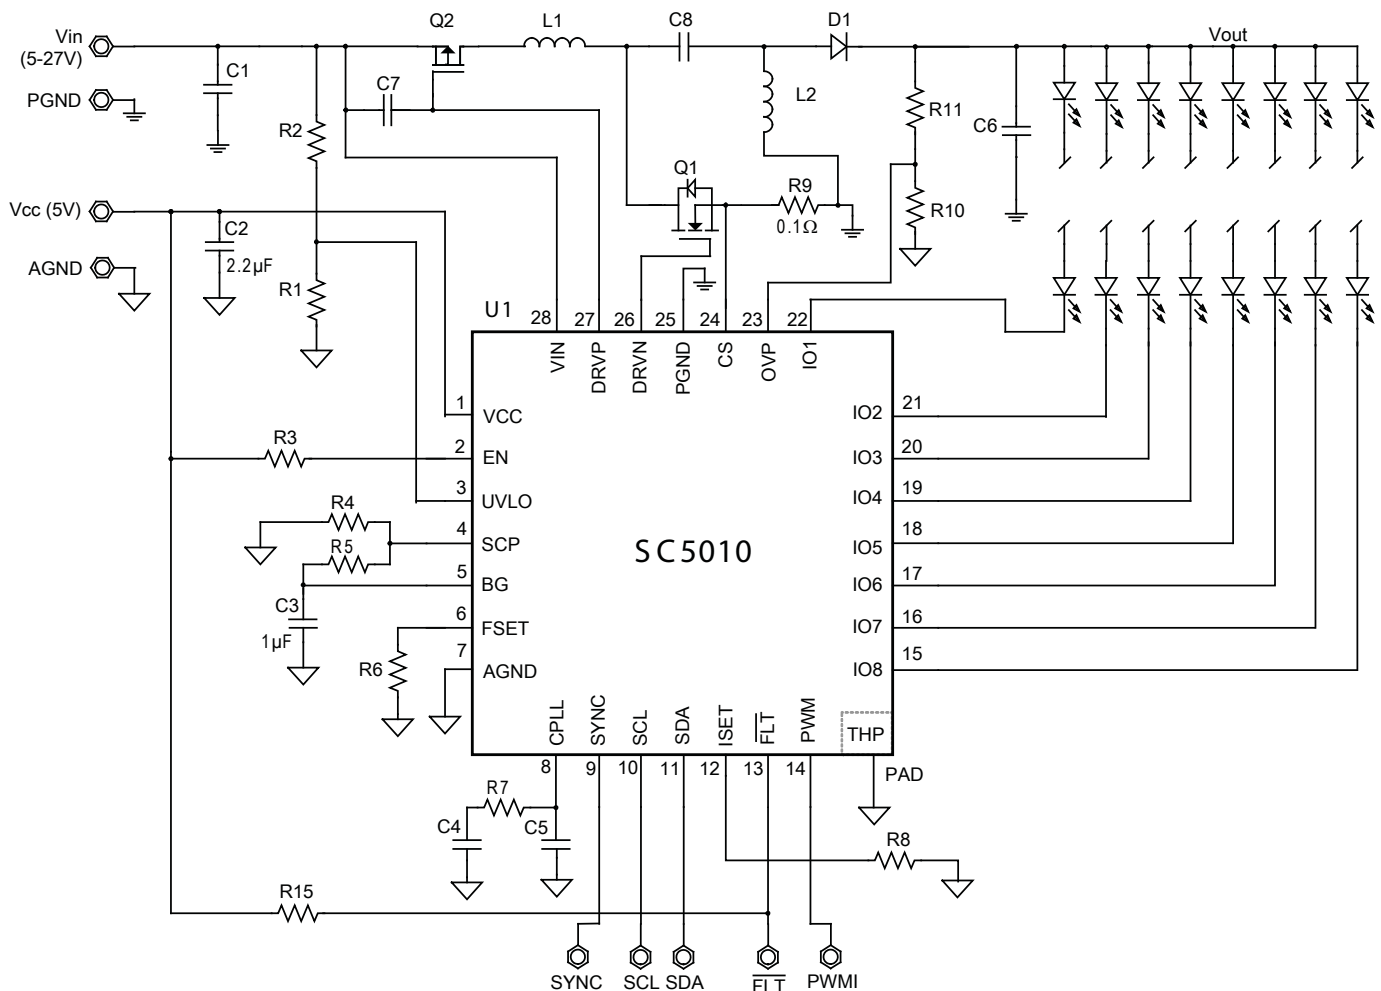 Vin
(5-27V)
PGND
C1
R2
C7
Q2
L1
C8
D1
L2
Q1
R9
0.1Ω
R11
R10
C6
Vout
Vcc (5V)
AGND
C2
2.2µF
R1
U1
28
27
26
25
24
23
22
VIN
DRVP
DRVN
PGND
CS
OVP
IO1
1
VCC
2
EN
3
UVLO
4
SCP
5
BG
6
FSET
7
AGND
R3
R4
R5
C3
1µF
R6
SC5010
IO2
21
IO3
20
IO4
19
IO5
18
IO6
17
IO7
16
IO8
15
CPLL
SYNC
SCL
SDA
ISET
FLT
PWM
THP
8
9
10
11
12
13
14
PAD
R7
C4
C5
R8
R15
SYNC
SCL
SDA
FLT
PWMI